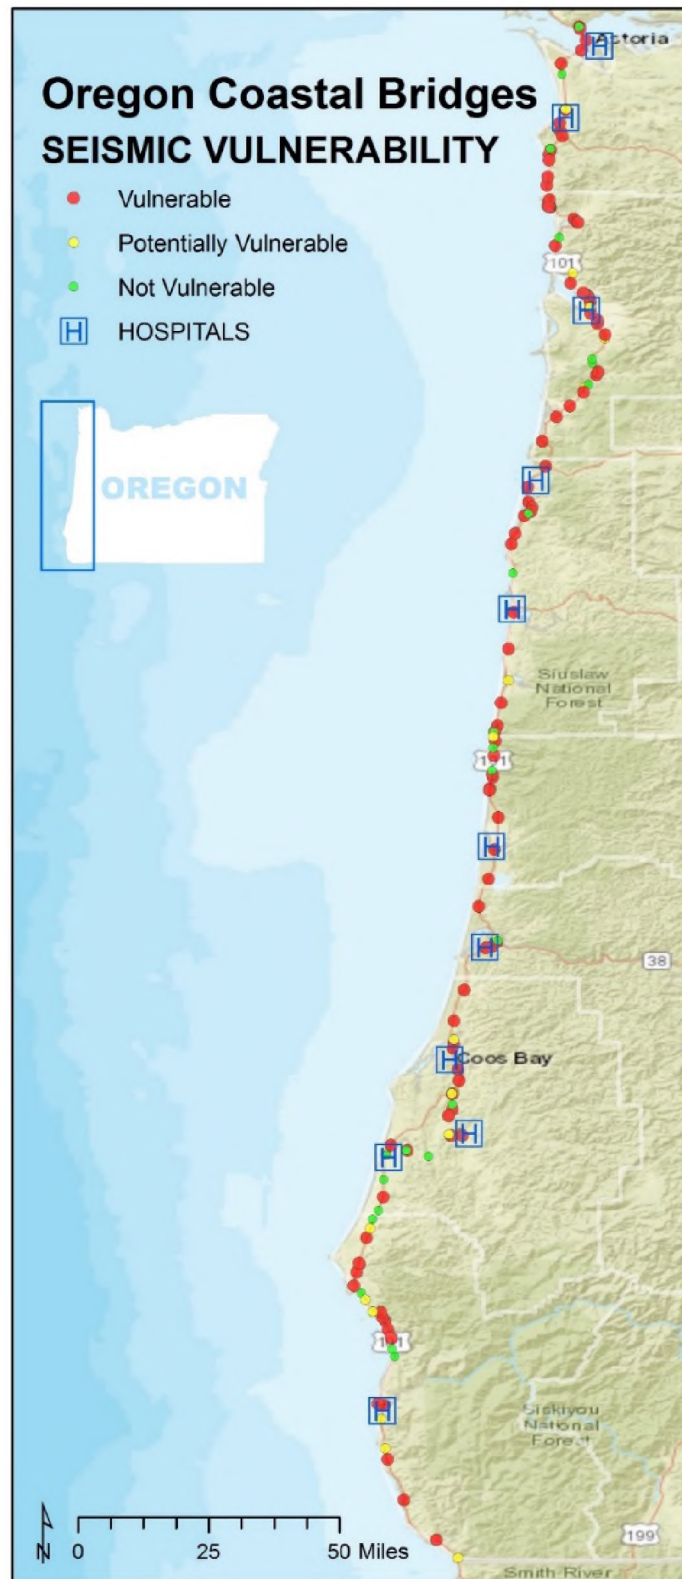 Astoria
Oregon Coastal Bridges
SEISMIC VULNERABILITY
Vulnerable
Potentially Vulnerable
Not Vulnerable
H HOSPITALS
H
H
101
H
OREGON
H
H
Siuslaw
National
Forest
101
H
H
38
H
Coos Bay
H
H
101
H
Siskiyou
National
Forest
N
0 25 50 Miles
199
Smith River